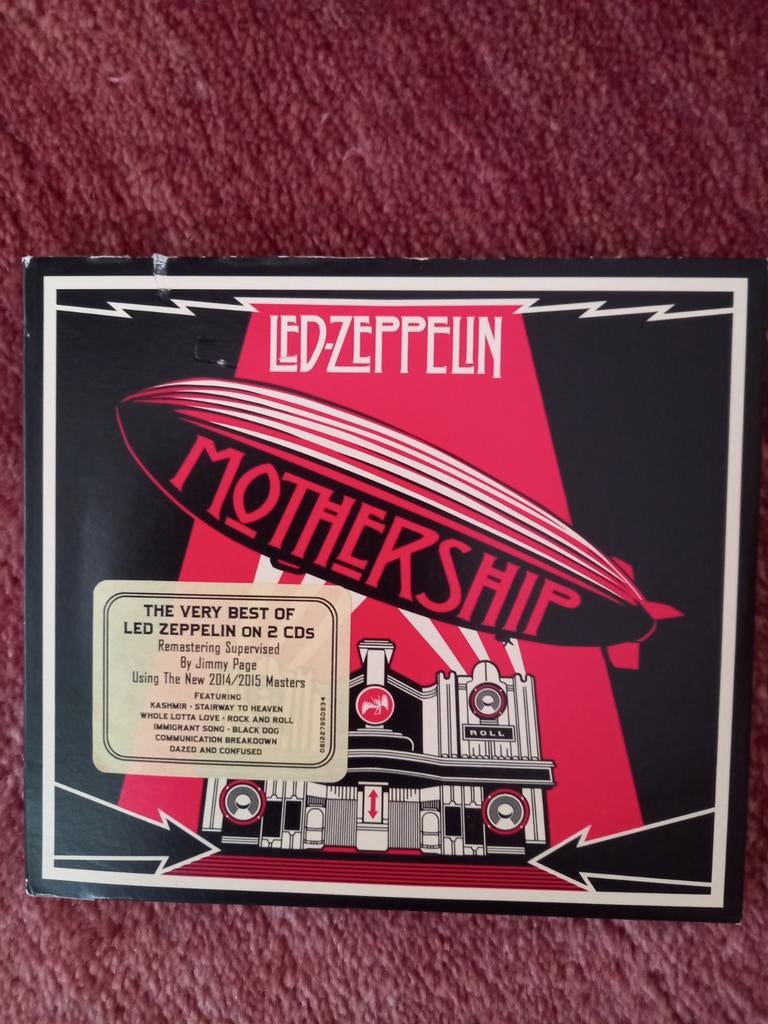 LED-ZEPPELIN
MOTHERSHIP
THE VERY BEST OF
LED ZEPPELIN ON 2 CDs
Remastering Supervised
By Jimmy Page
Using The New 2014/2015 Masters
FEATURING
KASHMIR · STAIRWAY TO HEAVEN
WHOLE LOTTA LOVE · ROCK AND ROLL
IMMIGRANT SONG · BLACK DOG
COMMUNICATION BREAKDOWN
DAZED AND CONFUSED
081227950934
ROLL